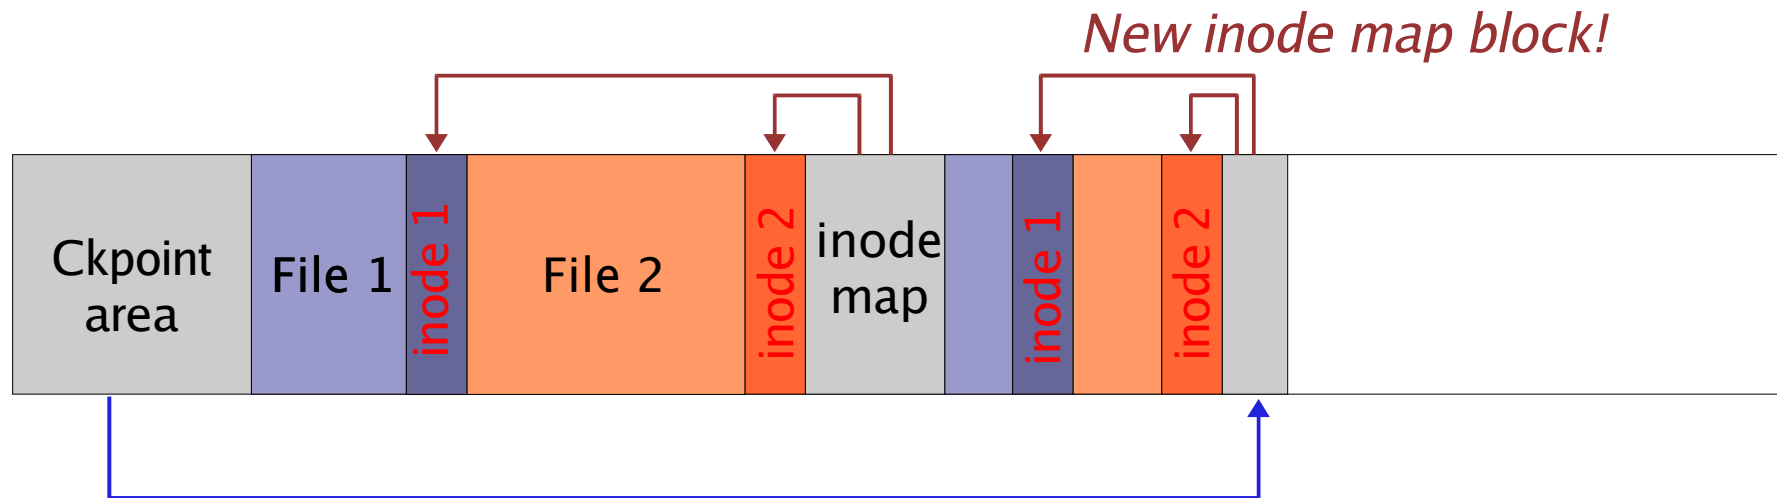 New inode map block!
Ckpoint
area
File 1
inode 1
File 2
inode 2
inode
map
inode 1
inode 2